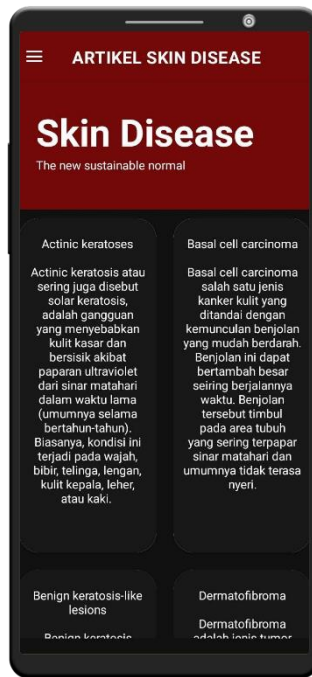 ARTIKEL SKIN DISEASE
Skin Disease
The new sustainable normal
Actinic keratoses
Actinic keratosis atau
sering juga disebut
solar keratosis,
adalah gangguan
yang menyebabkan
kulit kasar dan
bersisik akibat
paparan ultraviolet
dari sinar matahari
dalam waktu lama
(umumnya selama
bertahun-tahun).
Biasanya, kondisi ini
terjadi pada wajah,
bibir, telinga, lengan,
kulit kepala, leher,
atau kaki.
Basal cell carcinoma
Basal cell carcinoma
salah satu jenis
kanker kulit yang
ditandai dengan
kemunculan benjolan
yang mudah berdarah.
Benjolan ini dapat
bertambah besar
seiring berjalannya
waktu. Benjolan
tersebut timbul
pada area tubuh
yang sering terpapar
sinar matahari dan
umumnya tidak terasa
nyeri.
Benign keratosis-like
lesions
Benign keratosis
Dermatofibroma
Dermatofibroma
adalah jenis tumor